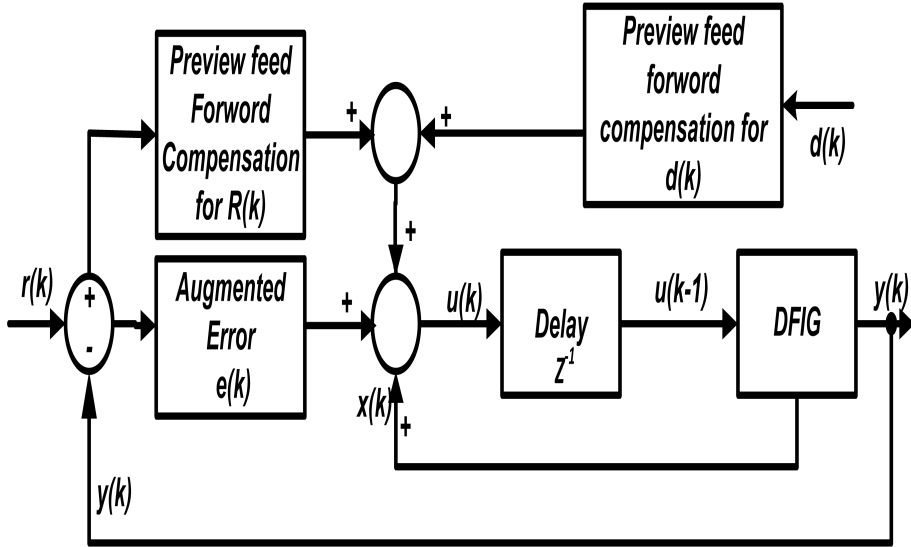 Preview feed
Forword
Compensation
for R(k)
+
+
Preview feed
forword
compensation for
d(k)
d(k)
+
r(k)
+
-
Augmented
Error
e(k)
+
x(k)
+
u(k)
Delay
z-1
u(k-1)
DFIG
y(k)
y(k)